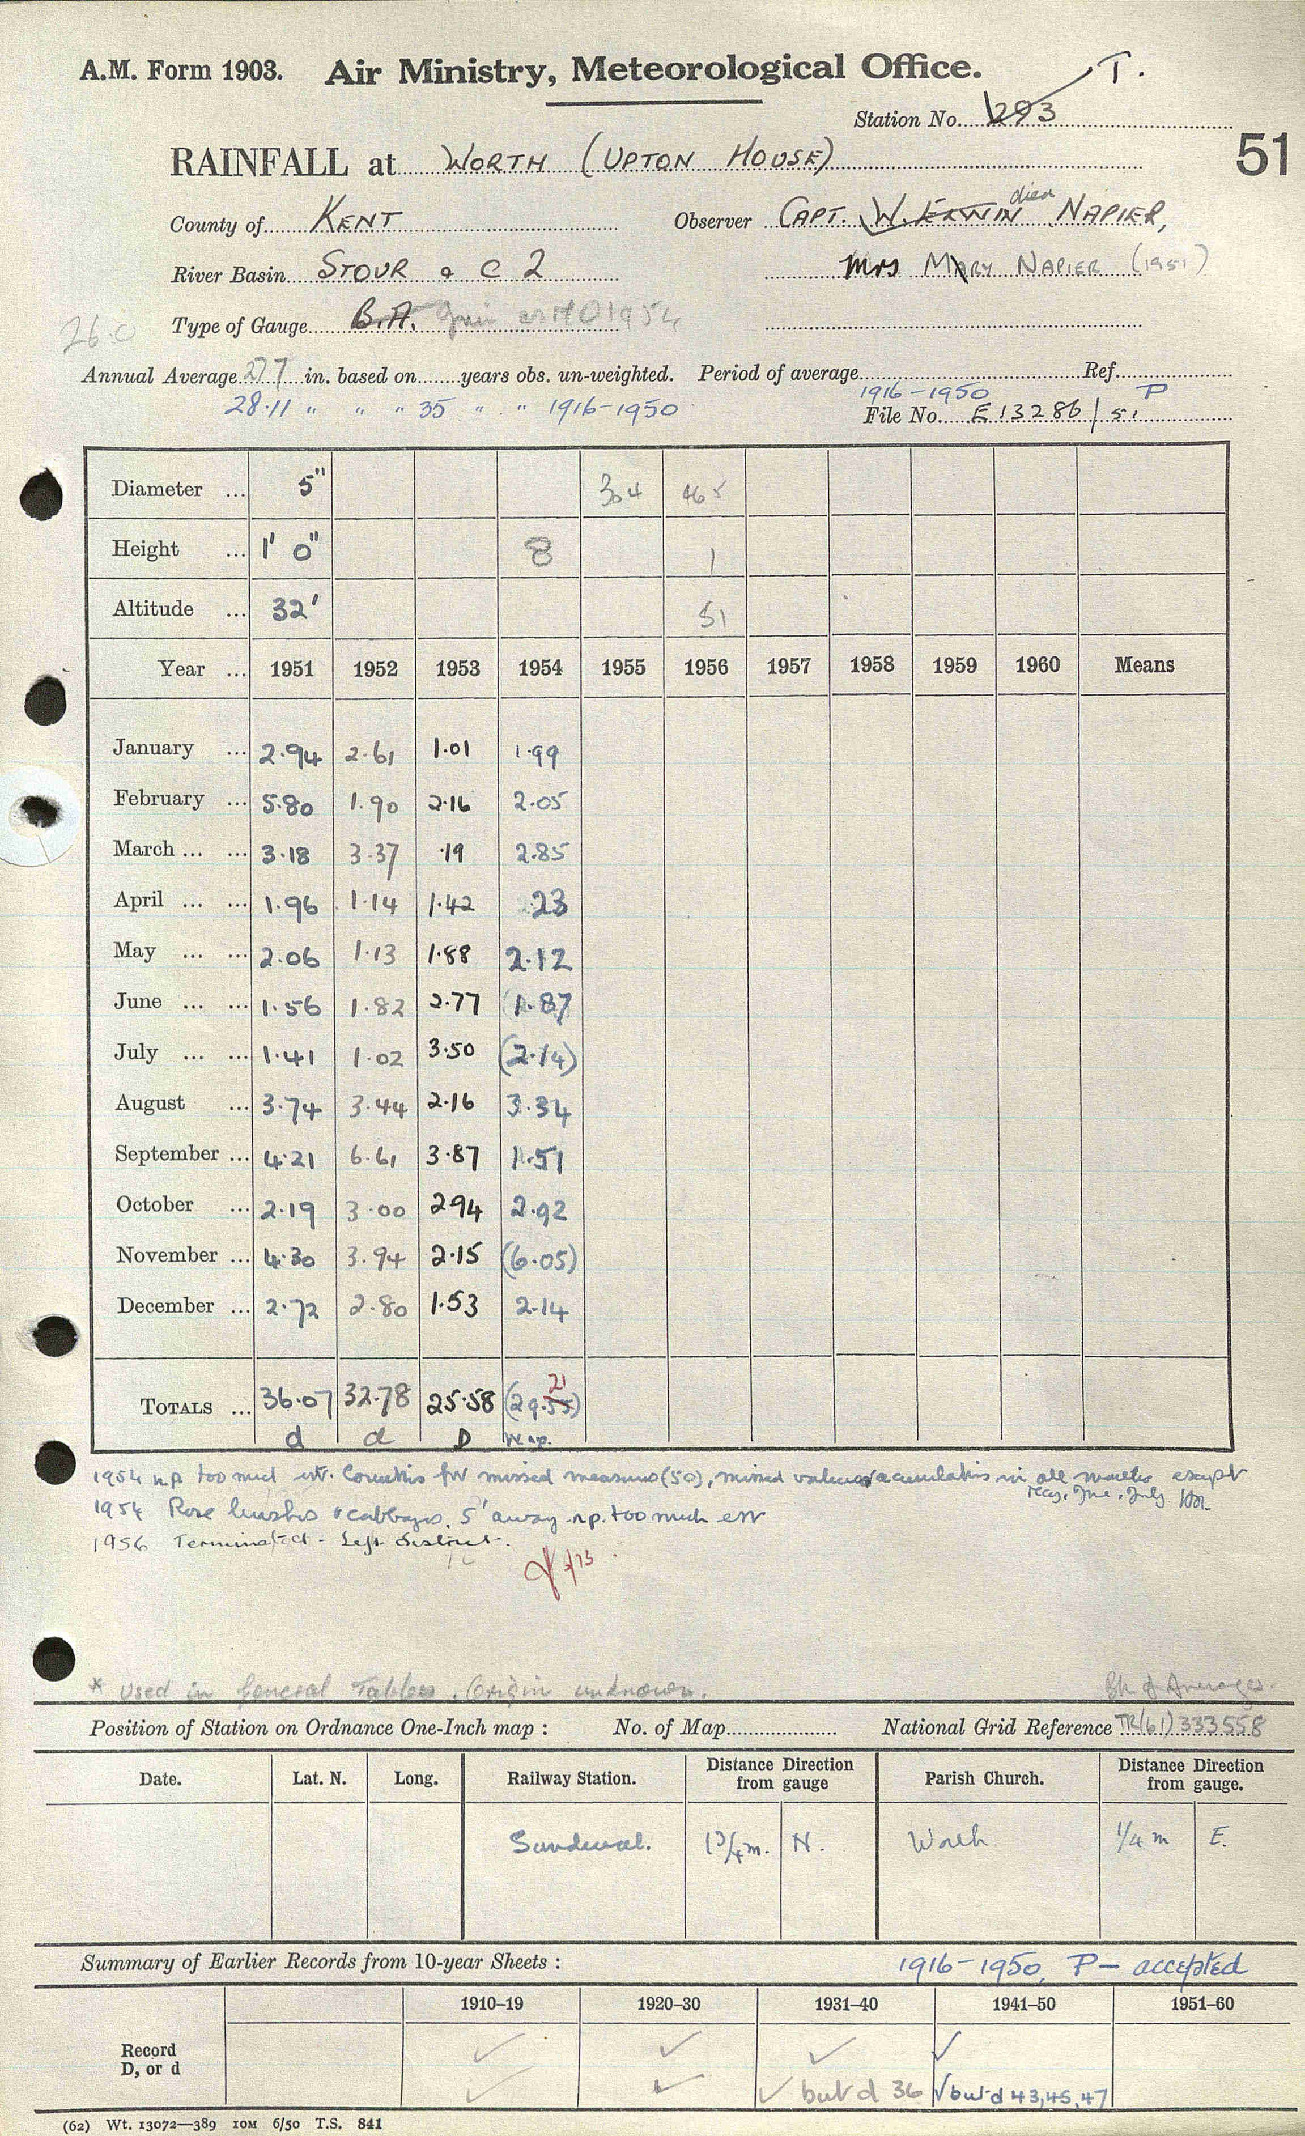 A.M. Form 1903. Air Ministry, Meteorological Office. T.
Station No. 293
51
RAINFALL at WORTH (UPTON HOUSE)
County of KENT Observer CAPT. W. ERWIN died NAPIER,
River Basin STOUR & C 2 Mrs MARY NAPIER (1951)
26.0 Type of Gauge B.A. 1954
Annual Average 27.7 in. based on years obs. un-weighted. Period of average Ref.
28.11 " " " 35 " " 1916-1950 1916-1950 P
File No. E 13286/51
Diameter ... 5" 304 465
Height ... 1' 0" 8 1
Altitude ... 32' 51
Year ... 1951 1952 1953 1954 1955 1956 1957 1958 1959 1960 Means
January ... 2.94 2.61 1.01 1.99
February ... 5.80 1.90 2.16 2.05
March ... ... 3.18 3.37 .19 2.85
April ... ... 1.96 1.14 1.42 .23
May ... ... 2.06 1.13 1.88 2.12
June ... ... 1.56 1.82 2.77 1.87
July ... ... 1.41 1.02 3.50 (2.14)
August ... 3.74 3.44 2.16 3.34
September ... 4.21 6.61 3.87 1.51
October ... 2.19 3.00 2.94 2.92
November ... 4.30 3.94 2.15 (6.05)
December ... 2.72 2.80 1.53 2.14
21
TOTALS ... 36.07 32.78 25.58 (29.55)
d d D n.p.
1954 n.p too much est. Counties for missed measures (50), missed values accumulations in all months except
May, June, July
1954 Rose bushes & cabbages. 5' away n.p. too much err
1956 Terminated - Left district.
* Used in General Tables. Origin unknown. Bk of Averages.
Position of Station on Ordnance One-Inch map : No. of Map National Grid Reference TR(61)333558
Date. Lat. N. Long. Railway Station. Distance Direction from gauge Parish Church. Distance Direction from gauge.
1 3/4 m. N. Worth 1/4 m E.
Summary of Earlier Records from 10-year Sheets : 1916-1950, P- accepted
1910–19 1920–30 1931–40 1941–50 1951–60
Record ✓ ✓ ✓ ✓
D, or d ✓ ✓ ✓ but d 36 ✓ but d 43,45,47
(62) Wt. 13072—389 10M 6/50 T.S. 841